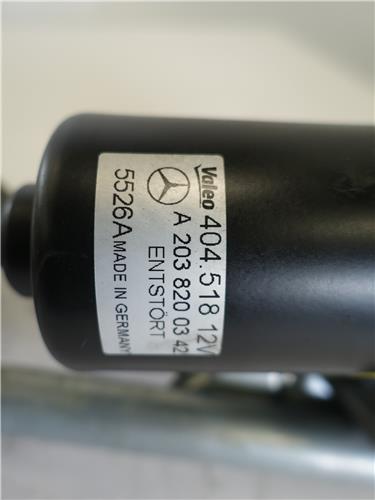 Valeo 404.518 12V
A 203 820 03 42
ENTSTÖRT
5526A MADE IN GERMANY